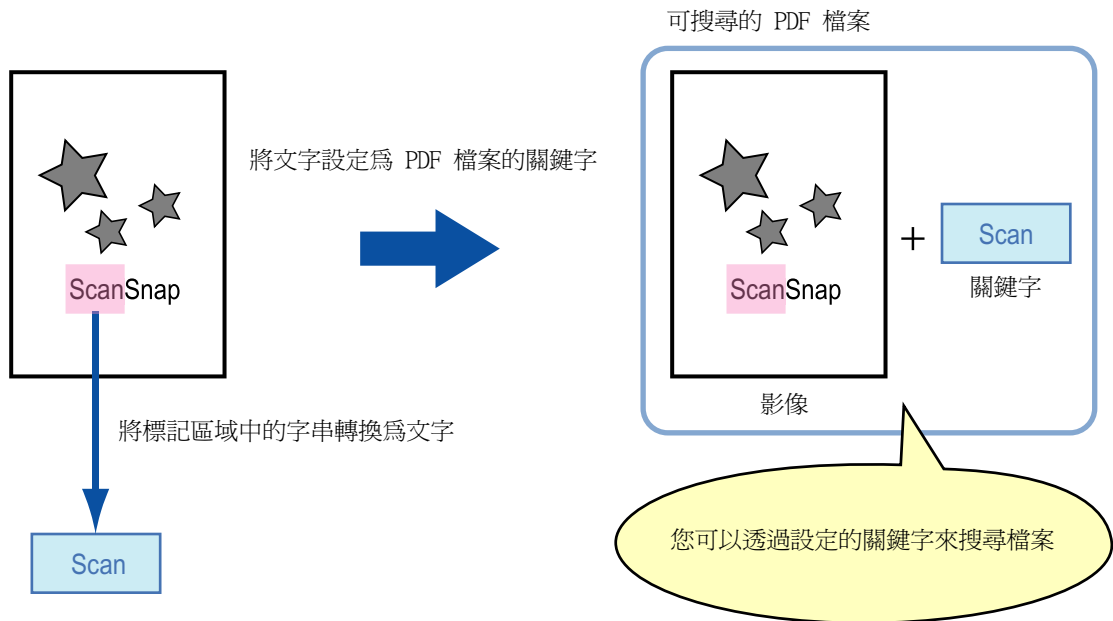 可搜尋的 PDF 檔案
將文字設定爲 PDF 檔案的關鍵字
ScanSnap
ScanSnap
+
Scan
關鍵字
影像
將標記區域中的字串轉換爲文字
Scan
您可以透過設定的關鍵字來搜尋檔案